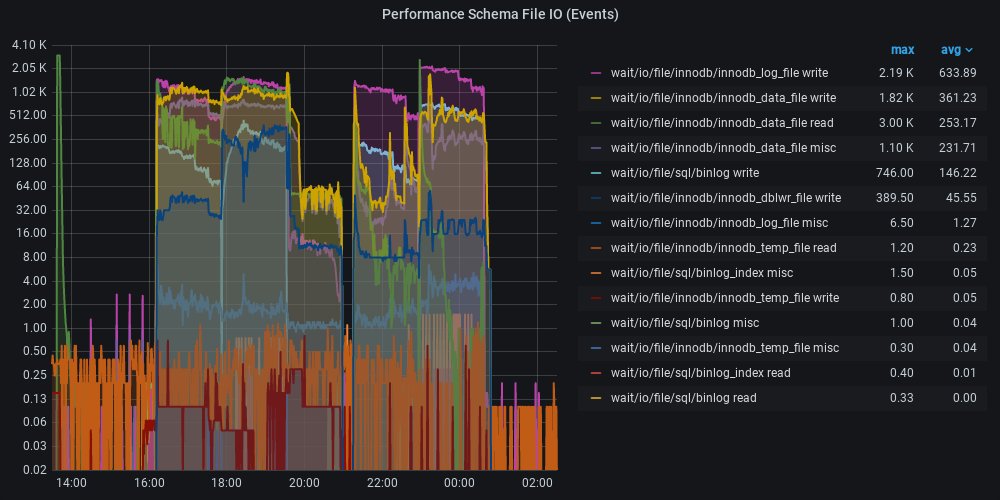 Performance Schema File IO (Events)
4.10 K
2.05 K
1.02 K
512.00
256.00
128.00
64.00
32.00
16.00
8.00
4.00
2.00
1.00
0.50
0.25
0.13
0.06
0.03
0.02
14:00 16:00 18:00 20:00 22:00 00:00 02:00
max avg
wait/io/file/innodb/innodb_log_file write 2.19 K 633.89
wait/io/file/innodb/innodb_data_file write 1.82 K 361.23
wait/io/file/innodb/innodb_data_file read 3.00 K 253.17
wait/io/file/innodb/innodb_data_file misc 1.10 K 231.71
wait/io/file/sql/binlog write 746.00 146.22
wait/io/file/innodb/innodb_dblwr_file write 389.50 45.55
wait/io/file/innodb/innodb_log_file misc 6.50 1.27
wait/io/file/innodb/innodb_temp_file read 1.20 0.23
wait/io/file/sql/binlog_index misc 1.50 0.05
wait/io/file/innodb/innodb_temp_file write 0.80 0.05
wait/io/file/sql/binlog misc 1.00 0.04
wait/io/file/innodb/innodb_temp_file misc 0.30 0.04
wait/io/file/sql/binlog_index read 0.40 0.01
wait/io/file/sql/binlog read 0.33 0.00